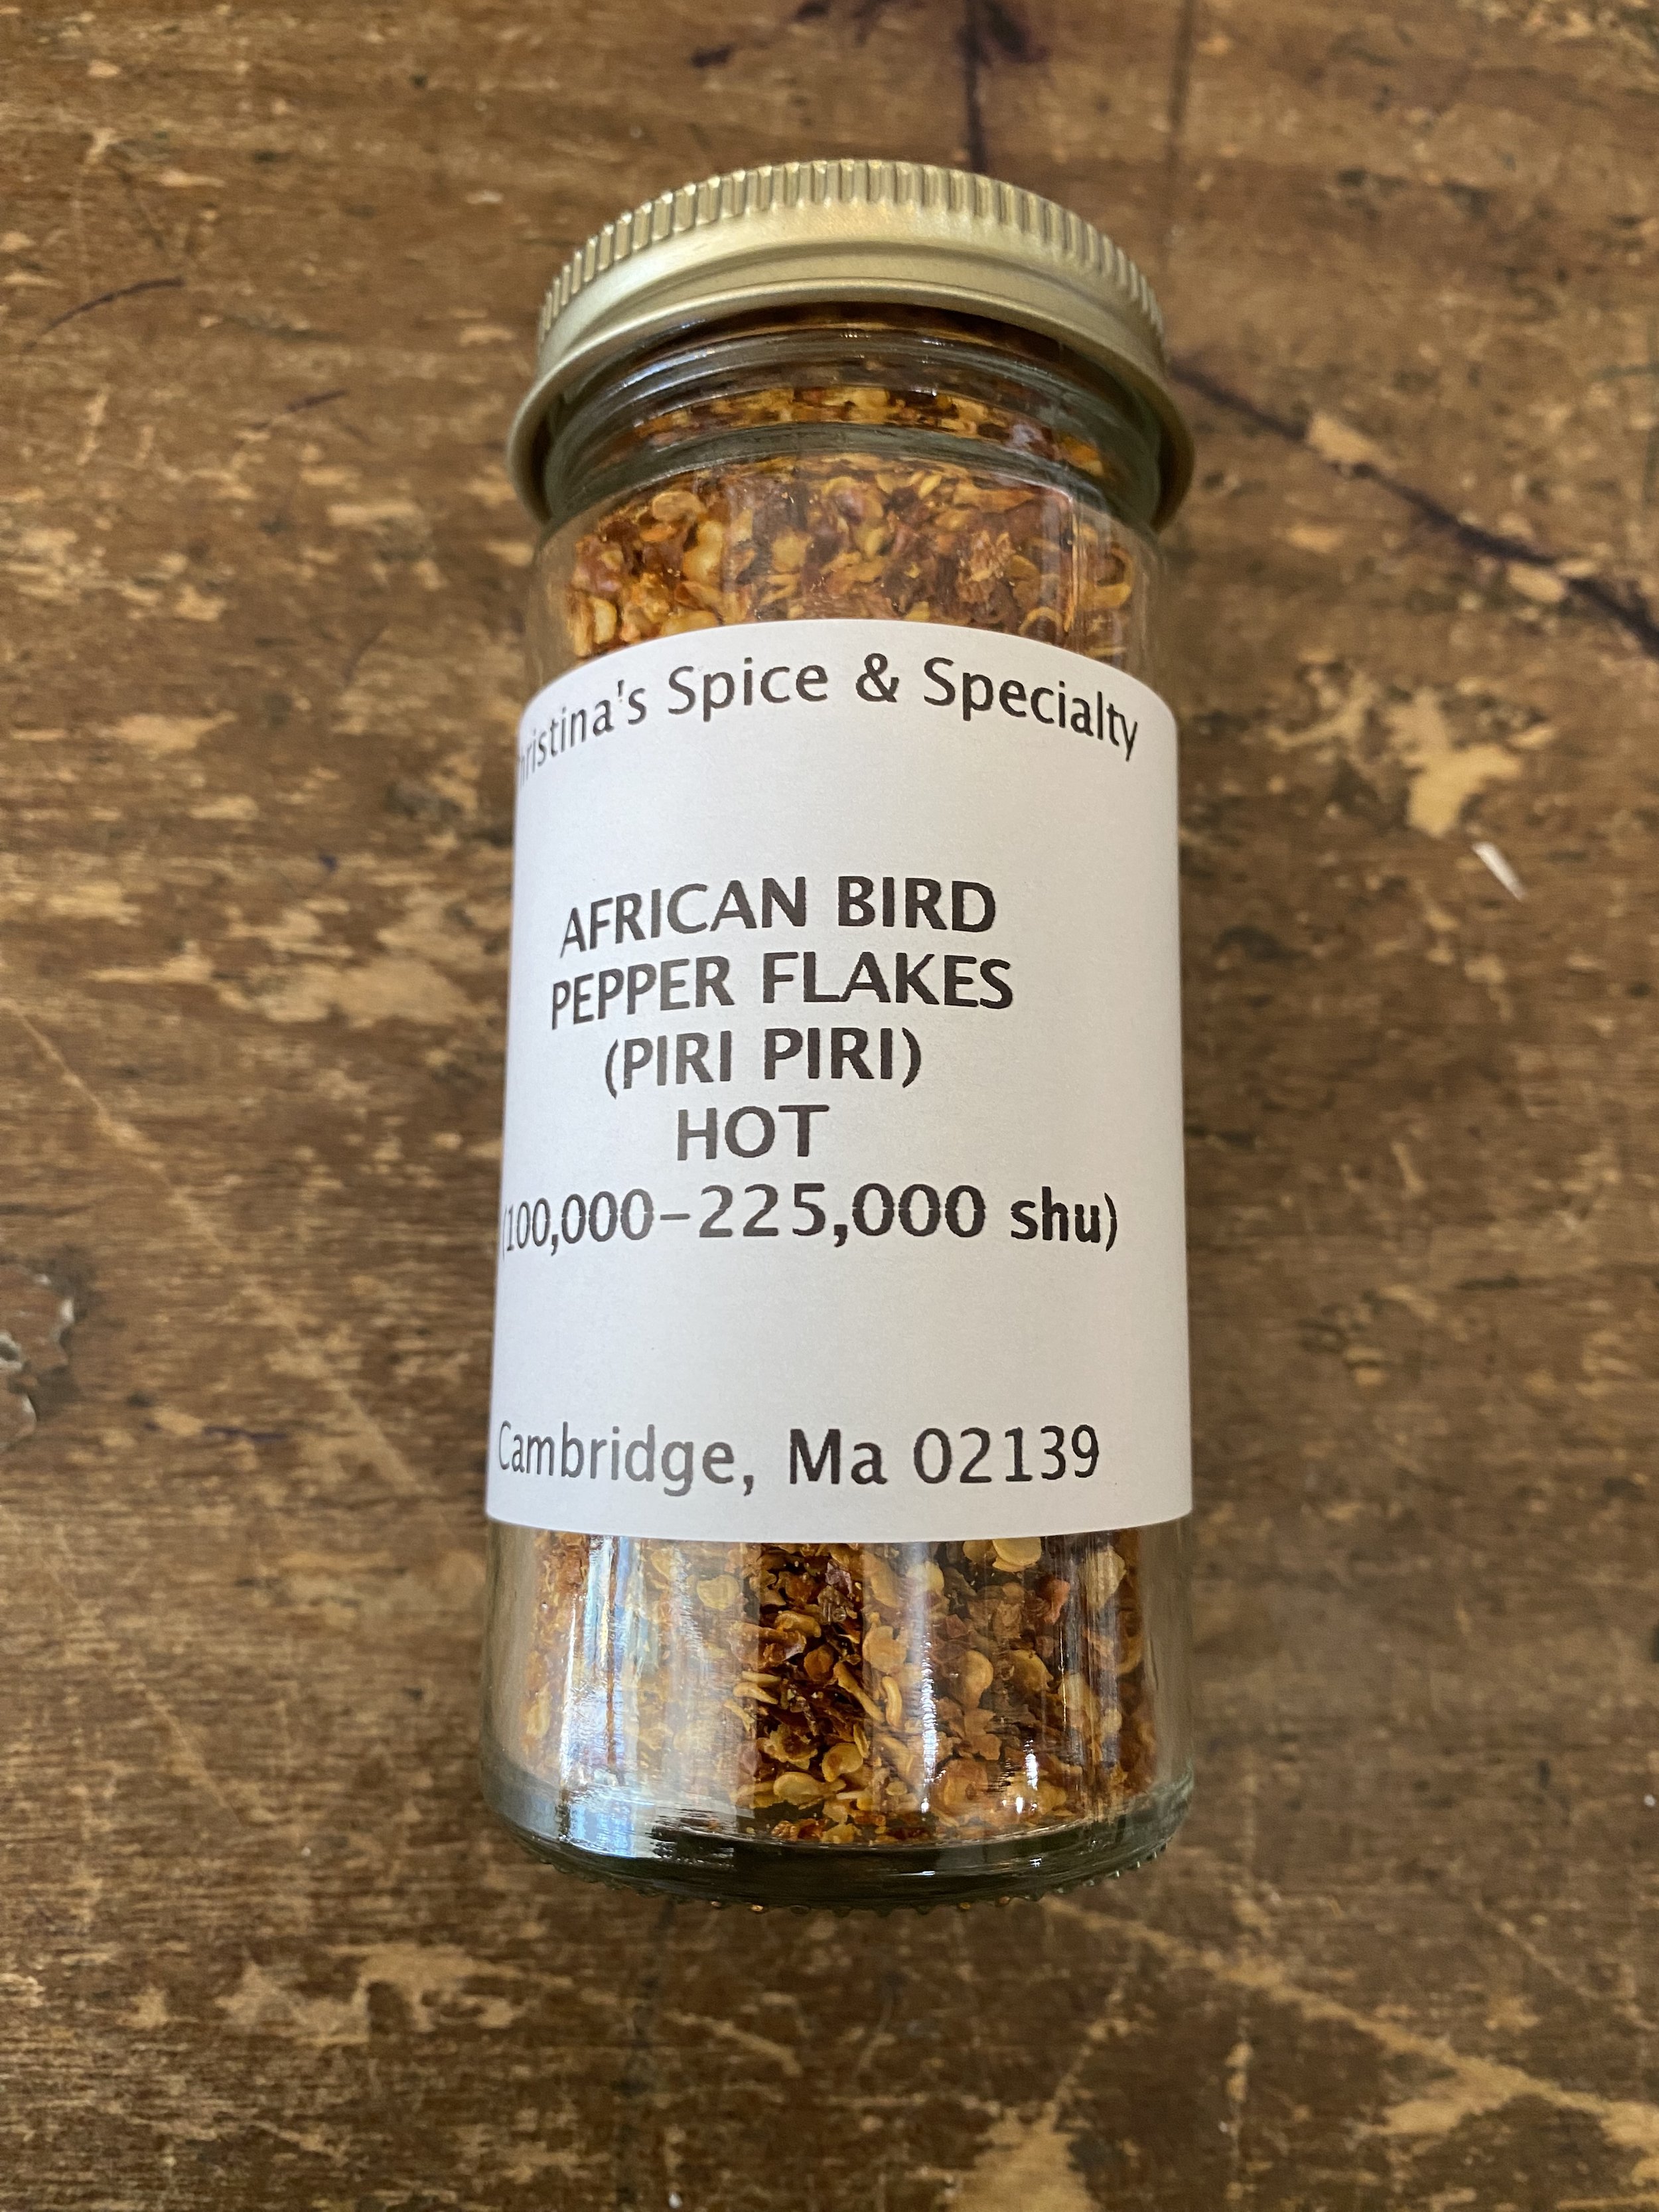 Christina's Spice & Specialty
AFRICAN BIRD
PEPPER FLAKES
(PIRI PIRI)
HOT
(100,000-225,000 shu)
Cambridge, Ma 02139